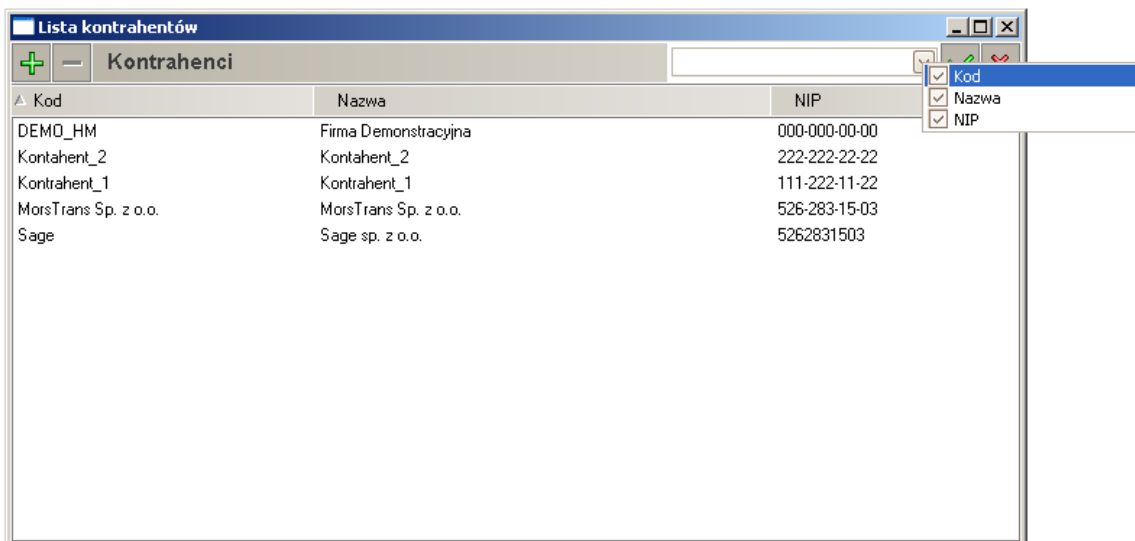 Lista kontrahentów
Kontrahenci
Kod
Nazwa
NIP
Kod Nazwa NIP
DEMO_HM Firma Demonstracyjna 000-000-00-00
Kontahent_2 Kontahent_2 222-222-22-22
Kontrahent_1 Kontrahent_1 111-222-11-22
MorsTrans Sp. z o.o. MorsTrans Sp. z o.o. 526-283-15-03
Sage Sage sp. z o.o. 5262831503